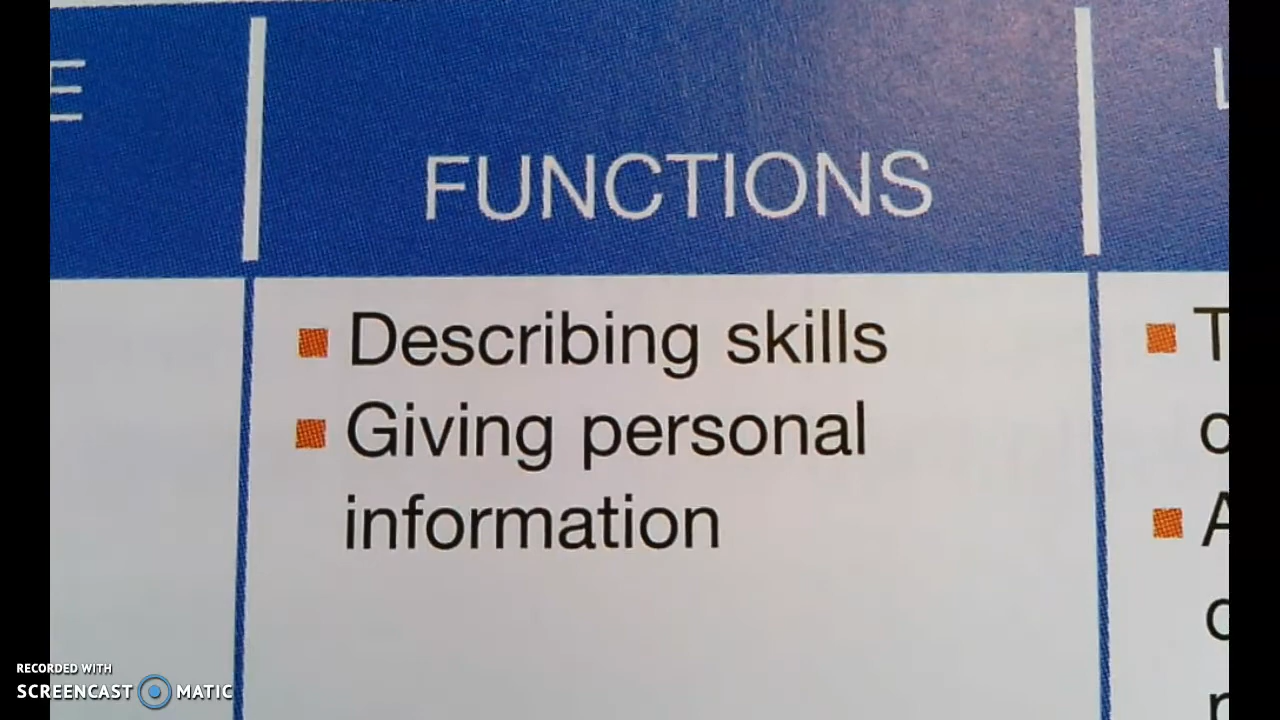 FUNCTIONS
Describing skills
Giving personal
information
RECORDED WITH
SCREENCAST MATIC